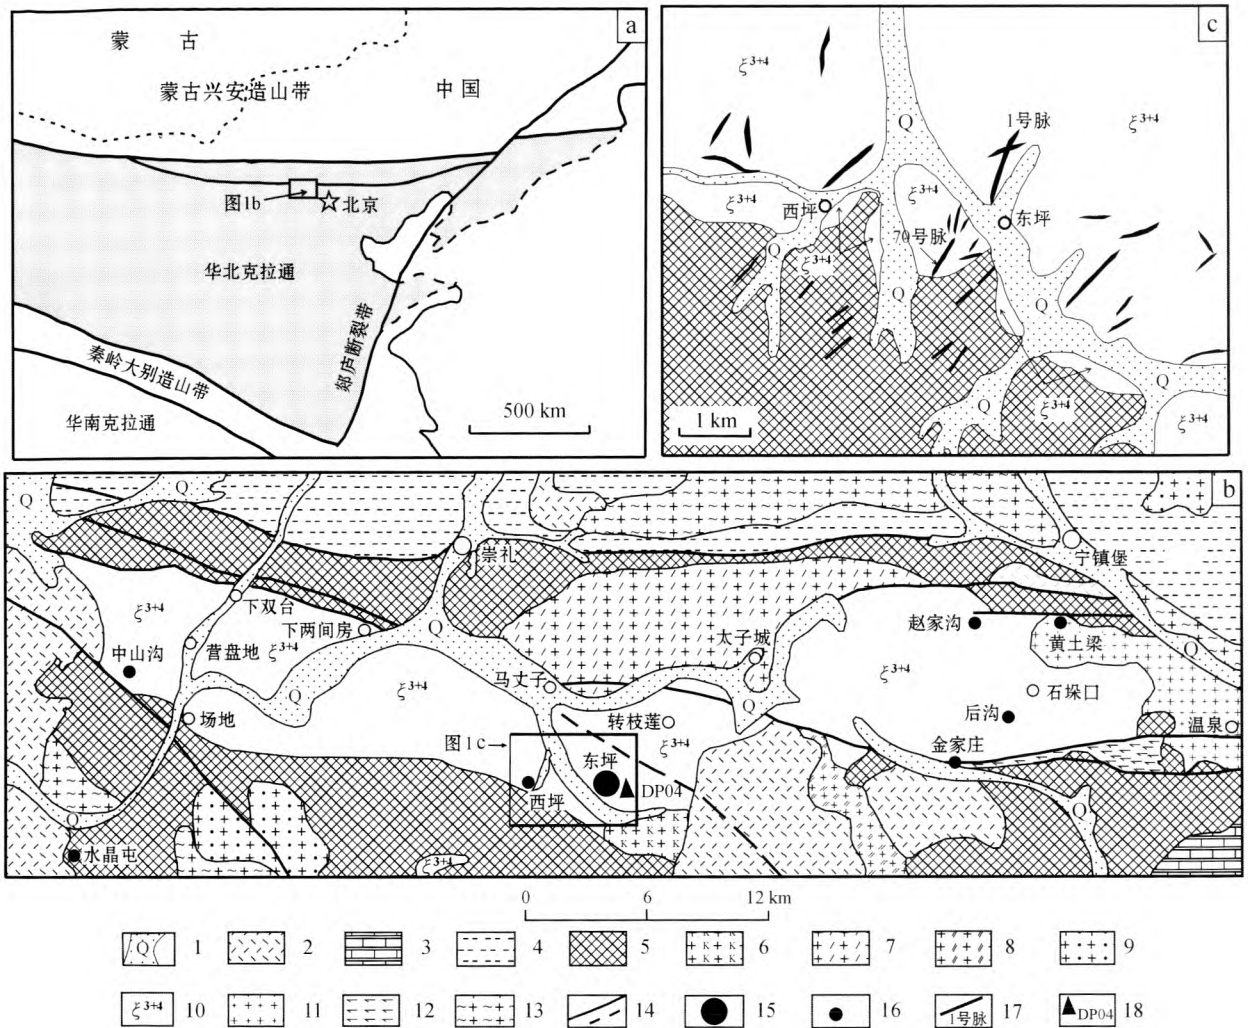 a
蒙 古
蒙古兴安造山带
中国
图1b
北京
华北克拉通
郯庐断裂带
秦岭大别造山带
华南克拉通
500 km
c
ξ3+4
Q
1号脉
ξ3+4
ξ3+4
ξ3+4
西坪
东坪
70号脉
Q
ξ3+4
Q
Q
Q
Q
ξ3+4
ξ3+4
1 km
b
Q
Q
崇礼
宁镇堡
ξ3+4
下双台
下两间房
Q
太子城
赵家沟
黄土梁
Q
中山沟
营盘地
ξ3+4
ξ3+4
ξ3+4
马丈子
Q
石垛口
Q
场地
转枝莲
后沟
温泉
图1c
ξ3+4
金家庄
东坪
DP04
西坪
Q
Q
K K
K K K
K K
水晶屯
ξ3+4
0 6 12 km
Q 1 2 3 4 5 K K K K K K 6 7 8 9
ξ3+4 10 11 12 13 14 15 16 1号脉 17 DP04 18